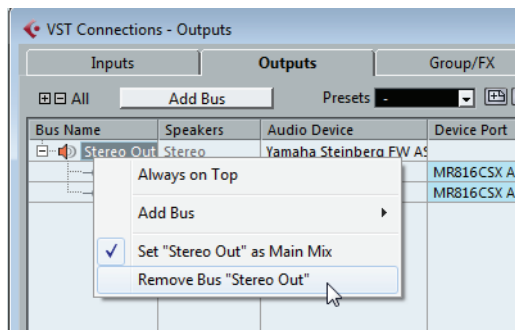 VST Connections - Outputs
Inputs Outputs Group/FX
All Add Bus Presets -
Bus Name Speakers Audio Device Device Port
Stereo Out Stereo Yamaha Steinberg FW AS
Always on Top MR816CSX A
MR816CSX A
Add Bus
Set "Stereo Out" as Main Mix
Remove Bus "Stereo Out"